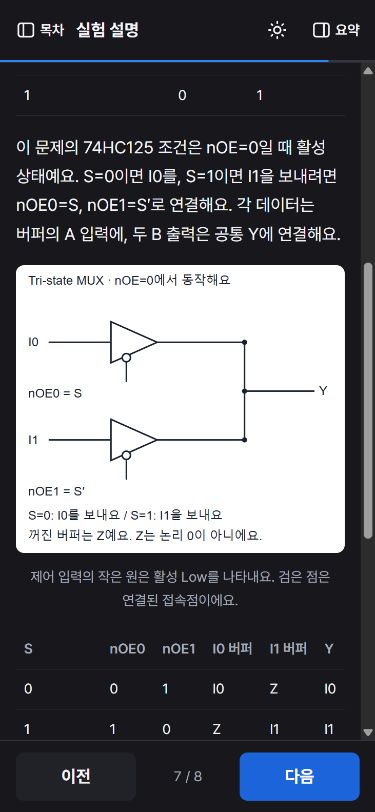 목차 실험 설명 요약
1 0 1
이 문제의 74HC125 조건은 nOE=0일 때 활성
상태예요. S=0이면 I0를, S=1이면 I1을 보내려면
nOE0=S, nOE1=S′로 연결해요. 각 데이터는
버퍼의 A 입력에, 두 B 출력은 공통 Y에 연결해요.
Tri-state MUX · nOE=0에서 동작해요
I0
nOE0 = S
Y
I1
nOE1 = S′
S=0: I0를 보내요 / S=1: I1을 보내요
꺼진 버퍼는 Z예요. Z는 논리 0이 아니에요.
제어 입력의 작은 원은 활성 Low를 나타내요. 검은 점은
연결된 접속점이에요.
S nOE0 nOE1 I0 버퍼 I1 버퍼 Y
0 0 1 I0 Z I0
1 1 0 Z I1 I1
이전 7 / 8 다음